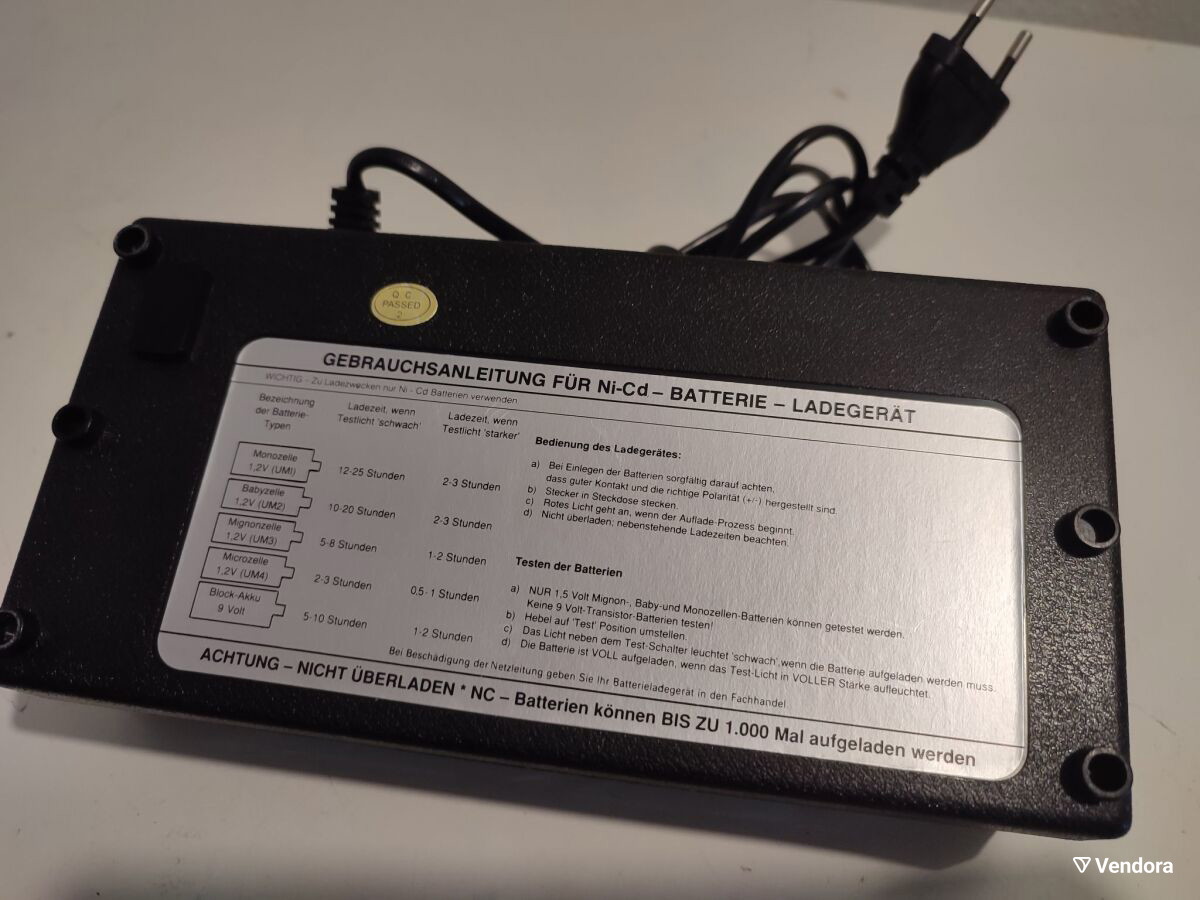 Q C
PASSED
2
GEBRAUCHSANLEITUNG FÜR Ni-Cd – BATTERIE – LADEGERÄT
WICHTIG - Zu Ladezwecken nur Ni - Cd Batterien verwenden
Bezeichnung
der Batterie-
Typen
Ladezeit, wenn
Testlicht 'schwach'
Ladezeit, wenn
Testlicht 'starker'
Monozelle
1,2V (UM1)
12-25 Stunden
2-3 Stunden
Babyzelle
1,2V (UM2)
10-20 Stunden
2-3 Stunden
Mignonzelle
1,2V (UM3)
5-8 Stunden
1-2 Stunden
Microzelle
1,2V (UM4)
2-3 Stunden
0,5-1 Stunden
Block-Akku
9 Volt
5-10 Stunden
1-2 Stunden
Bedienung des Ladegerätes:
a) Bei Einlegen der Batterien sorgfältig darauf achten,
dass guter Kontakt und die richtige Polarität (+/-) hergestellt sind.
b) Stecker in Steckdose stecken.
c) Rotes Licht geht an, wenn der Auflade-Prozess beginnt.
d) Nicht überladen; nebenstehende Ladezeiten beachten.
Testen der Batterien
a) NUR 1,5 Volt Mignon-, Baby-und Monozellen-Batterien können getestet werden.
Keine 9 Volt-Transistor-Batterien testen!
b) Hebel auf 'Test' Position umstellen.
c) Das Licht neben dem Test-Schalter leuchtet 'schwach', wenn die Batterie aufgeladen werden muss.
d) Die Batterie ist VOLL aufgeladen, wenn das Test-Licht in VOLLER Stärke aufleuchtet.
Bei Beschädigung der Netzleitung geben Sie Ihr Batterieladegerät in den Fachhandel
ACHTUNG – NICHT ÜBERLADEN * NC – Batterien können BIS ZU 1.000 Mal aufgeladen werden
Vendora